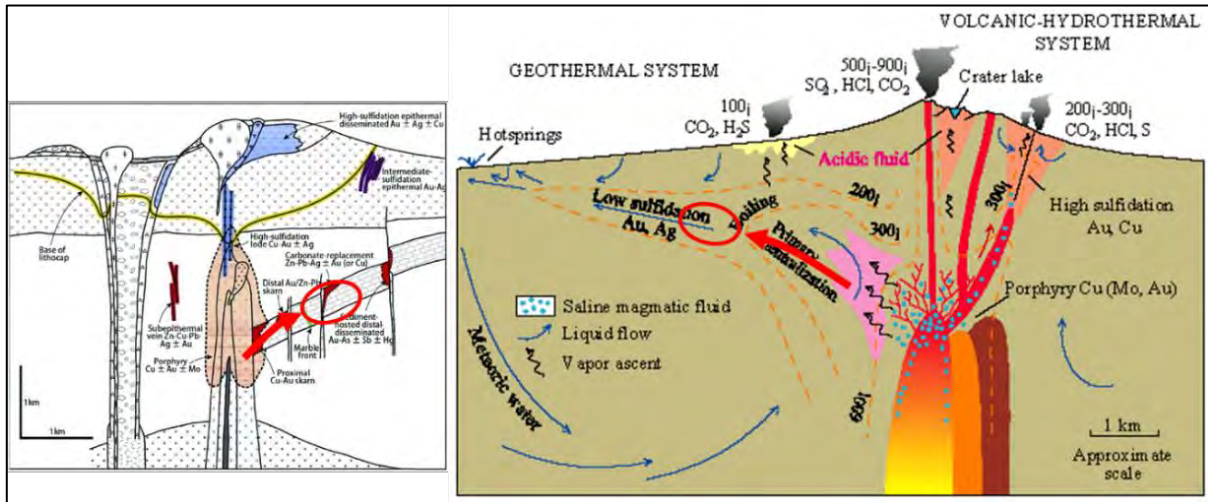 High-sulfidation epithermal
disseminated Au ± Ag ± Cu
Intermediate-
sulfidation
epithermal Au-Ag
Base of
lithocap
High-sulfidation
lode Cu-Au ± Ag
Carbonate-replacement
Zn-Pb-Ag ± Au (or Cu)
Distal Au/Zn-Pb
skarn
Subepithermal
vein Zn-Cu-Pb-
Ag ± Au
Sediment-
hosted distal-
disseminated
Au-As ± Sb ± Hg
Marble
front
Porphyry
Cu ± Au ± Mo
Proximal
Cu-Au skarn
1km
1km
VOLCANIC-HYDROTHERMAL
SYSTEM
GEOTHERMAL SYSTEM
500¡-900¡
SO2 , HCl, CO2
Crater lake
100¡
CO2, H2S
200¡-300¡
CO2, HCl, S
Hotsprings
Acidic fluid
200¡
300¡
300¡
Low sulfidation
Au, Ag
Boiling
Primary
neutralization
High sulfidation
Au, Cu
Porphyry Cu (Mo, Au)
Saline magmatic fluid
Liquid flow
Vapor ascent
Meteoric water
600¡
1 km
Approximate
scale